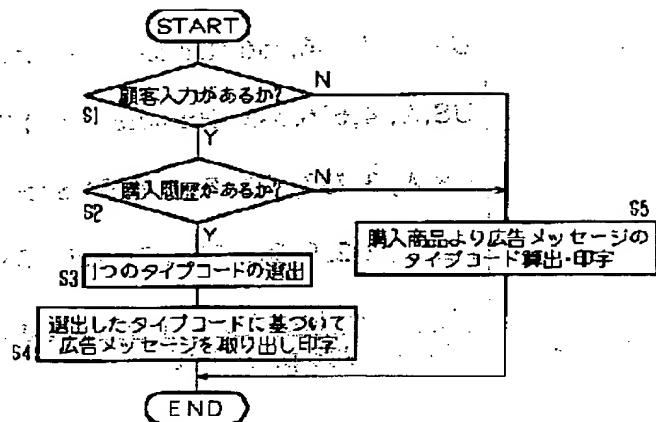 START
顧客入力があるか?
N
S1
Y
購入履歴があるか?
N
S2
Y
S5
購入商品より広告メッセージの
タイプコード算出・印字
S3
1つのタイプコードの選出
選出したタイプコードに基づいて
広告メッセージを取り出し印字
S4
END